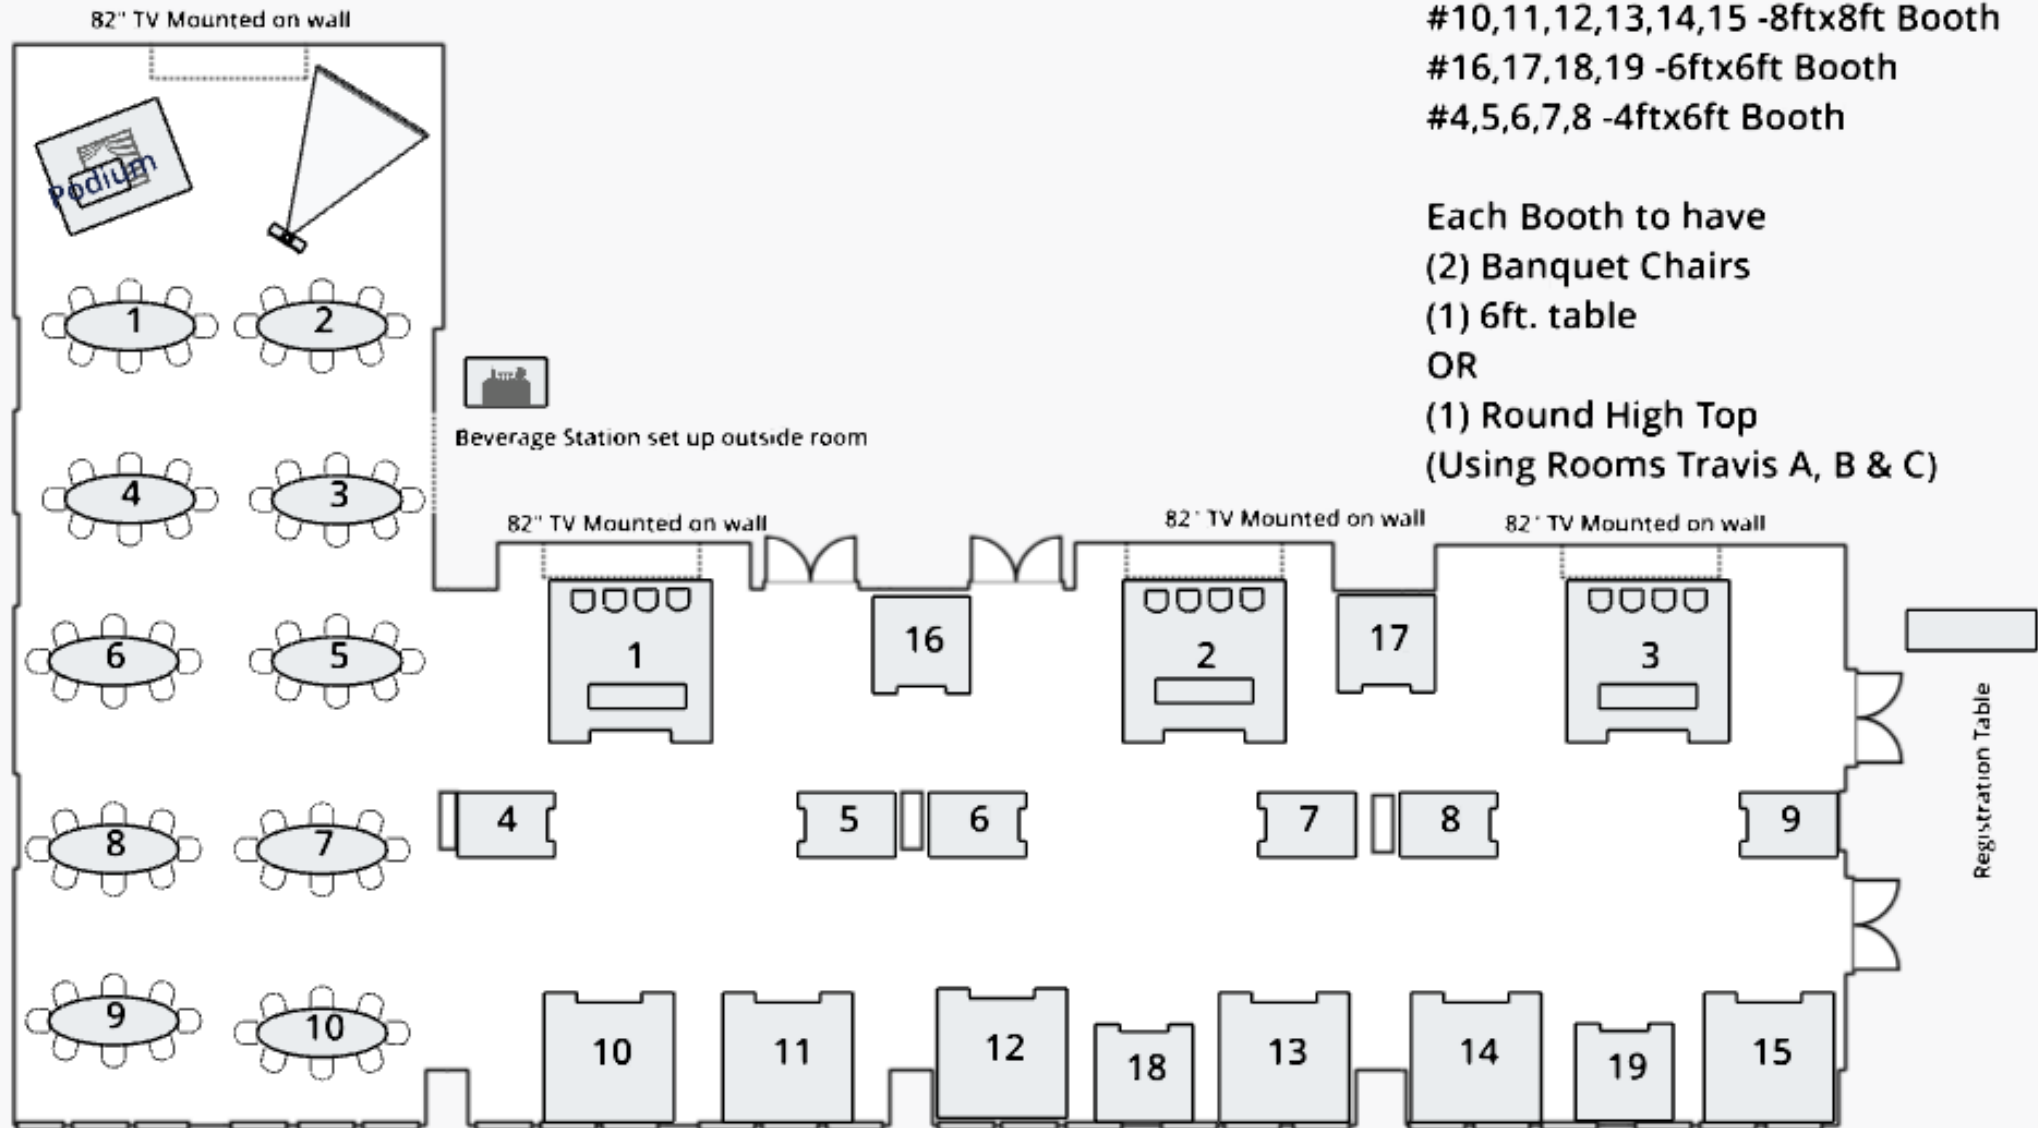 82" TV Mounted on wall
#10,11,12,13,14,15 -8ftx8ft Booth
#16,17,18,19 -6ftx6ft Booth
#4,5,6,7,8 -4ftx6ft Booth
Each Booth to have
(2) Banquet Chairs
(1) 6ft. table
OR
(1) Round High Top
(Using Rooms Travis A, B & C)
Podium
1
2
Beverage Station set up outside room
4
3
82" TV Mounted on wall
82" TV Mounted on wall
82" TV Mounted on wall
6
5
1
16
2
17
3
Registration Table
8
7
4
5
6
7
8
9
9
10
10
11
12
18
13
14
19
15